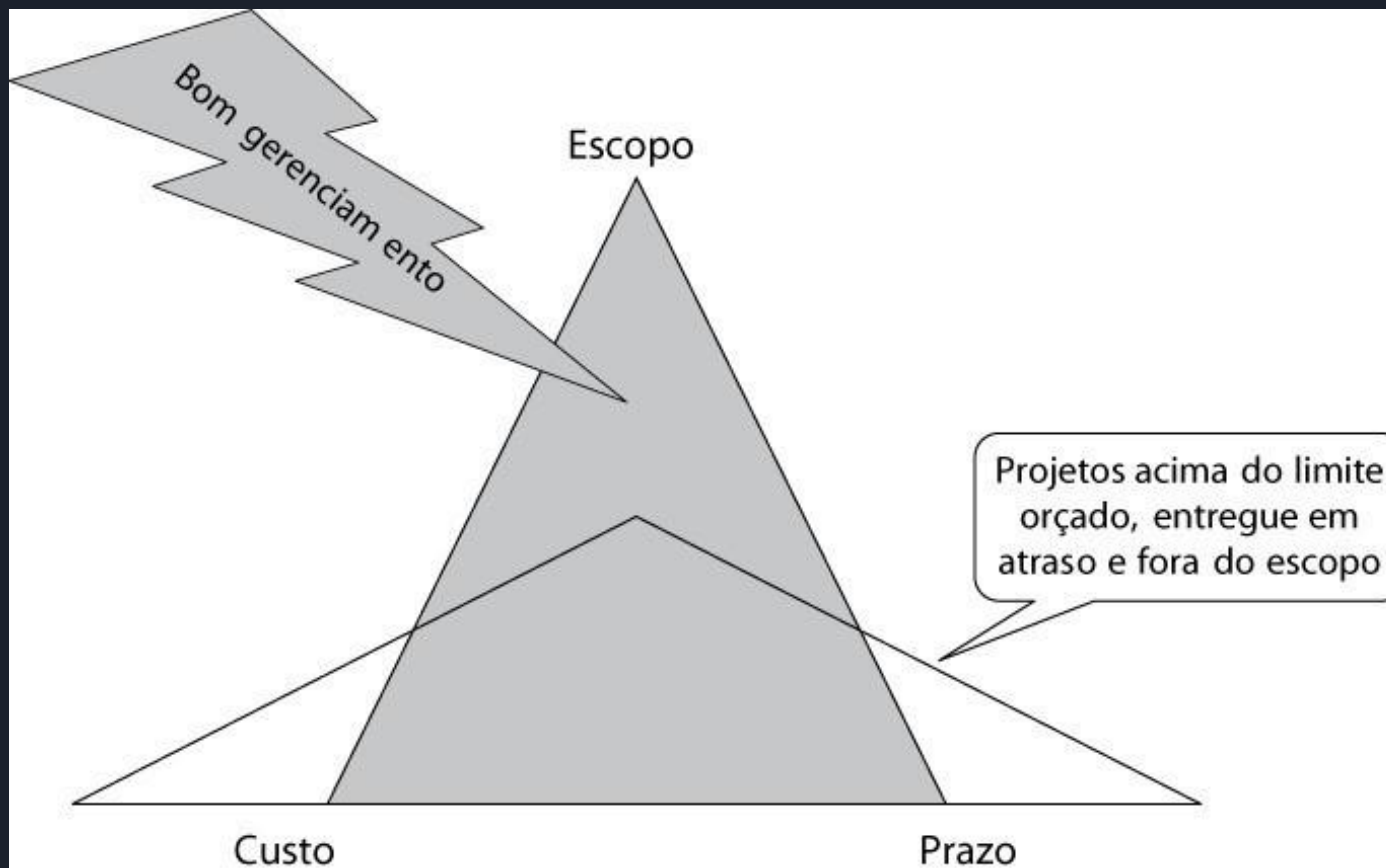 Bom gerenciam ento
Escopo
Projetos acima do limite
orçado, entregue em
atraso e fora do escopo
Custo
Prazo